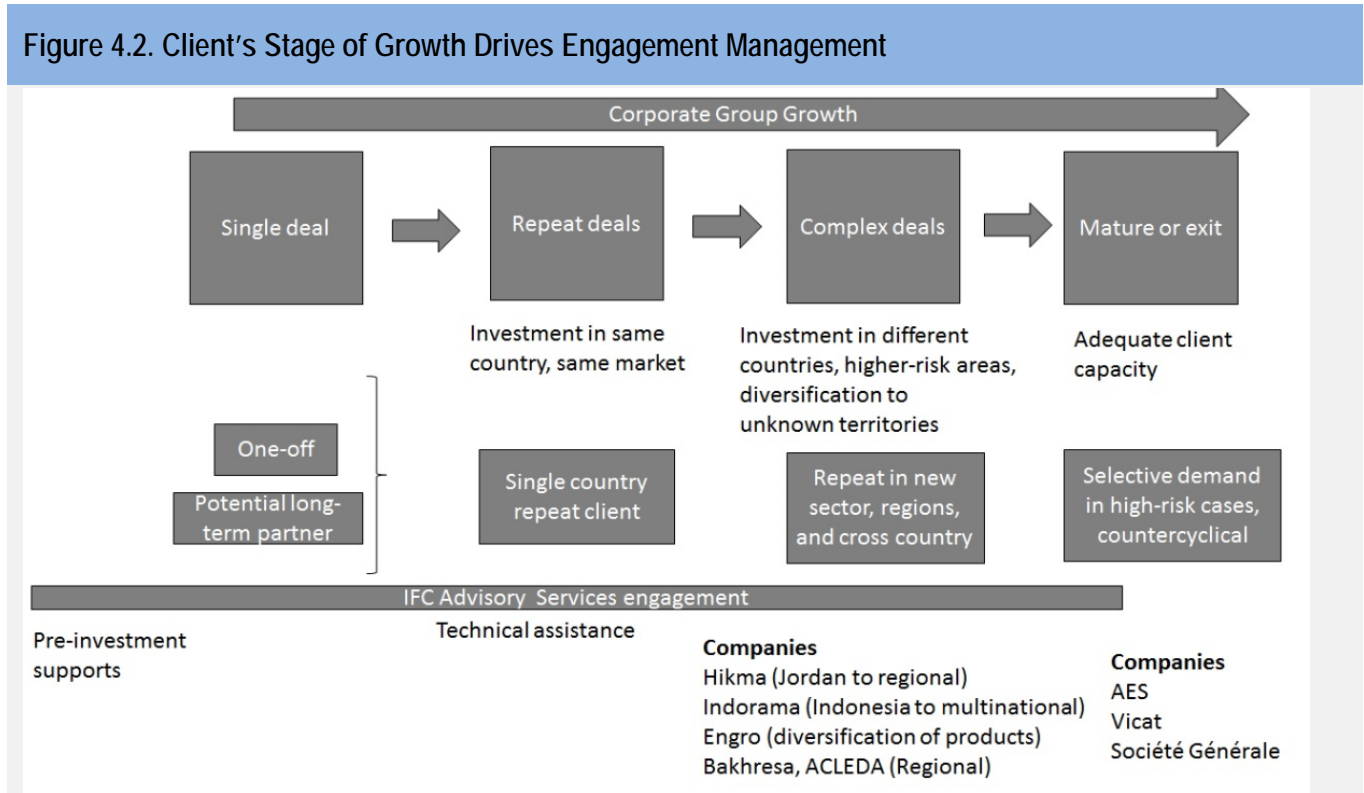 Figure 4.2. Client's Stage of Growth Drives Engagement Management
Corporate Group Growth
Single deal
Repeat deals
Complex deals
Mature or exit
Investment in same
country, same market
Investment in different
countries, higher-risk areas,
diversification to
unknown territories
Adequate client
capacity
One-off
Potential long-
term partner
Single country
repeat client
Repeat in new
sector, regions,
and cross country
Selective demand
in high-risk cases,
countercyclical
IFC Advisory Services engagement
Pre-investment
supports
Technical assistance
Companies
Hikma (Jordan to regional)
Indorama (Indonesia to multinational)
Engro (diversification of products)
Bakhresa, ACLEDA (Regional)
Companies
AES
Vicat
Société Générale